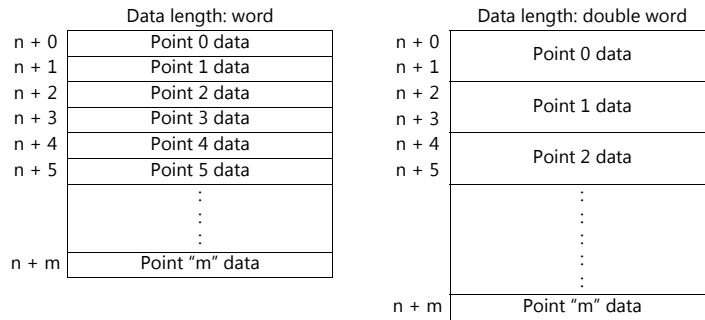 Data length: word
n + 0 Point 0 data
n + 1 Point 1 data
n + 2 Point 2 data
n + 3 Point 3 data
n + 4 Point 4 data
n + 5 Point 5 data
n + m Point “m” data
Data length: double word
n + 0
Point 0 data
n + 1
n + 2
Point 1 data
n + 3
n + 4
Point 2 data
n + 5
n + m Point “m” data